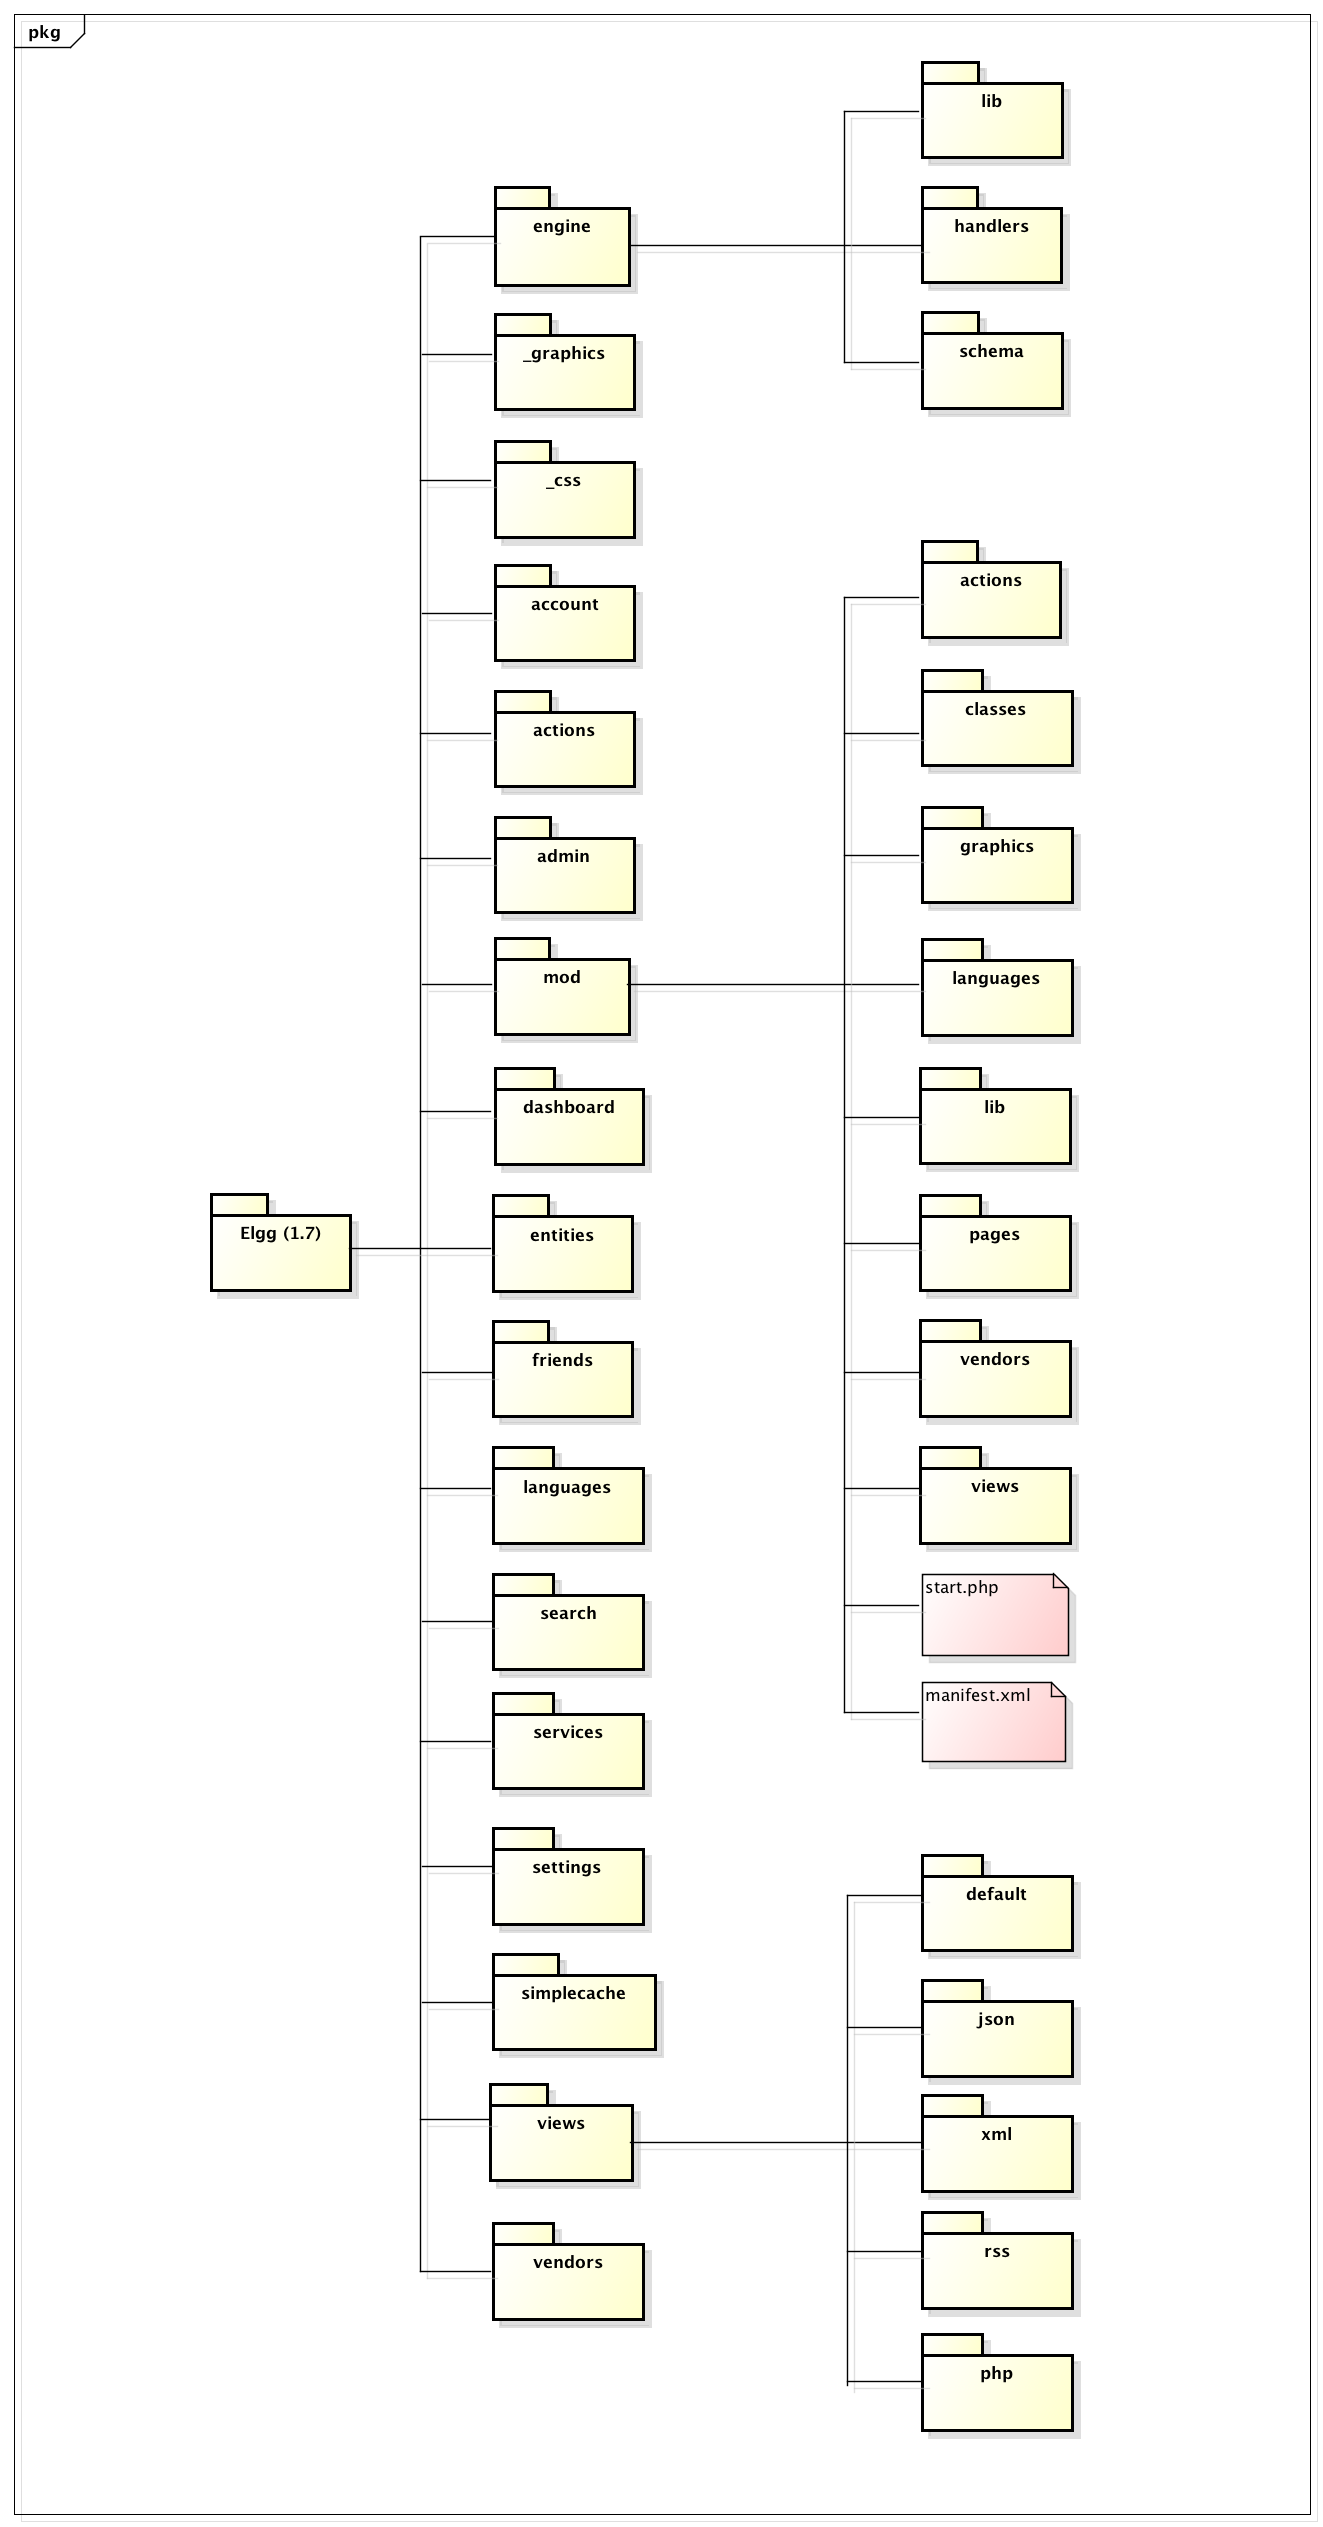 pkg
lib
engine
handlers
_graphics
schema
_css
actions
account
classes
actions
graphics
admin
mod
languages
dashboard
lib
Elgg (1.7)
entities
pages
friends
vendors
languages
views
start.php
search
manifest.xml
services
settings
default
simplecache
json
views
xml
rss
vendors
php